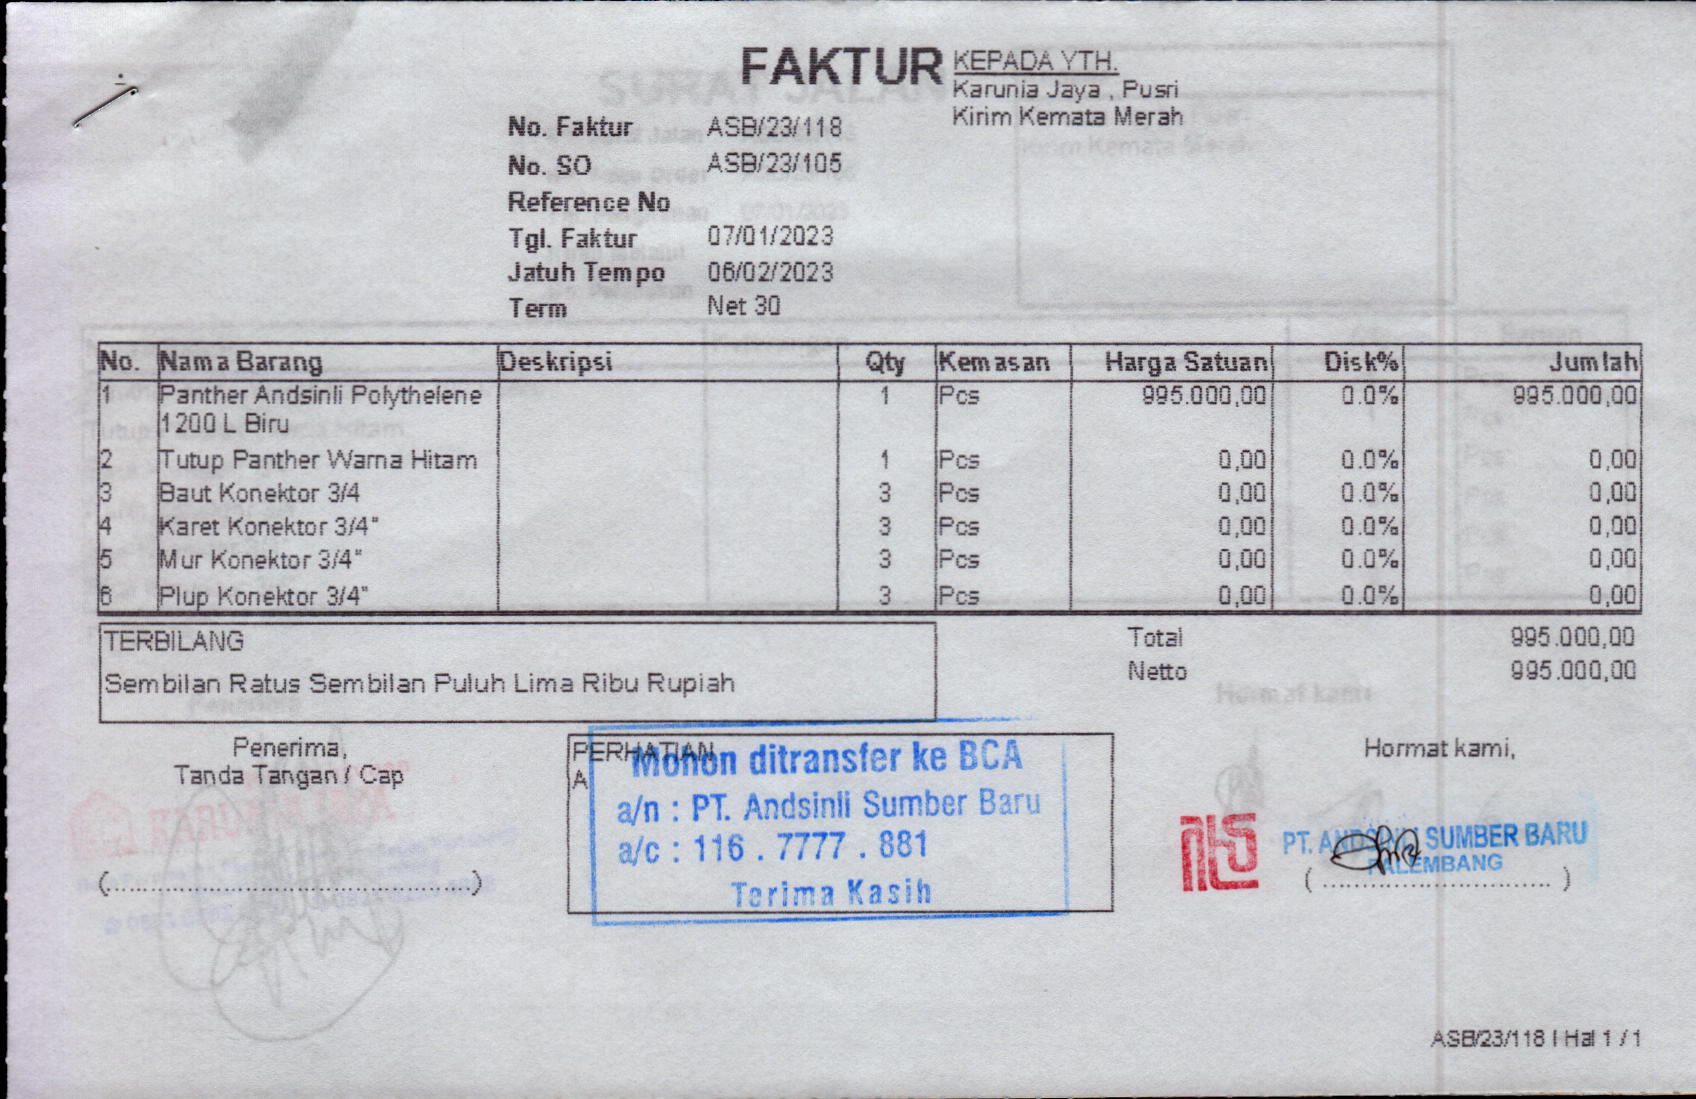 FAKTUR
KEPADA YTH.
Karunia Jaya , Pusri
Kirim Kemata Merah
No. Faktur ASB/23/118
No. SO ASB/23/105
Reference No
Tgl. Faktur 07/01/2023
Jatuh Tempo 06/02/2023
Term Net 30
No. Nama Barang Deskripsi Qty Kemasan Harga Satuan Disk% Jumlah
1 Panther Andsinli Polythelene 1 Pcs 995.000,00 0.0% 995.000,00
1200 L Biru
2 Tutup Panther Warna Hitam 1 Pcs 0,00 0.0% 0,00
3 Baut Konektor 3/4 3 Pcs 0,00 0.0% 0,00
4 Karet Konektor 3/4" 3 Pcs 0,00 0.0% 0,00
5 Mur Konektor 3/4" 3 Pcs 0,00 0.0% 0,00
6 Plup Konektor 3/4" 3 Pcs 0,00 0.0% 0,00
TERBILANG
Sembilan Ratus Sembilan Puluh Lima Ribu Rupiah
Total 995.000,00
Netto 995.000,00
Penerima,
Tanda Tangan / Cap
(..........................................)
PERHATIAN
A
Mohon ditransfer ke BCA
a/n : PT. Andsinli Sumber Baru
a/c : 116 . 7777 . 881
Terima Kasih
Hormat kami,
PT. ANDSINLI SUMBER BARU
PALEMBANG
( ............................. )
ASB/23/118 | Hal 1 / 1